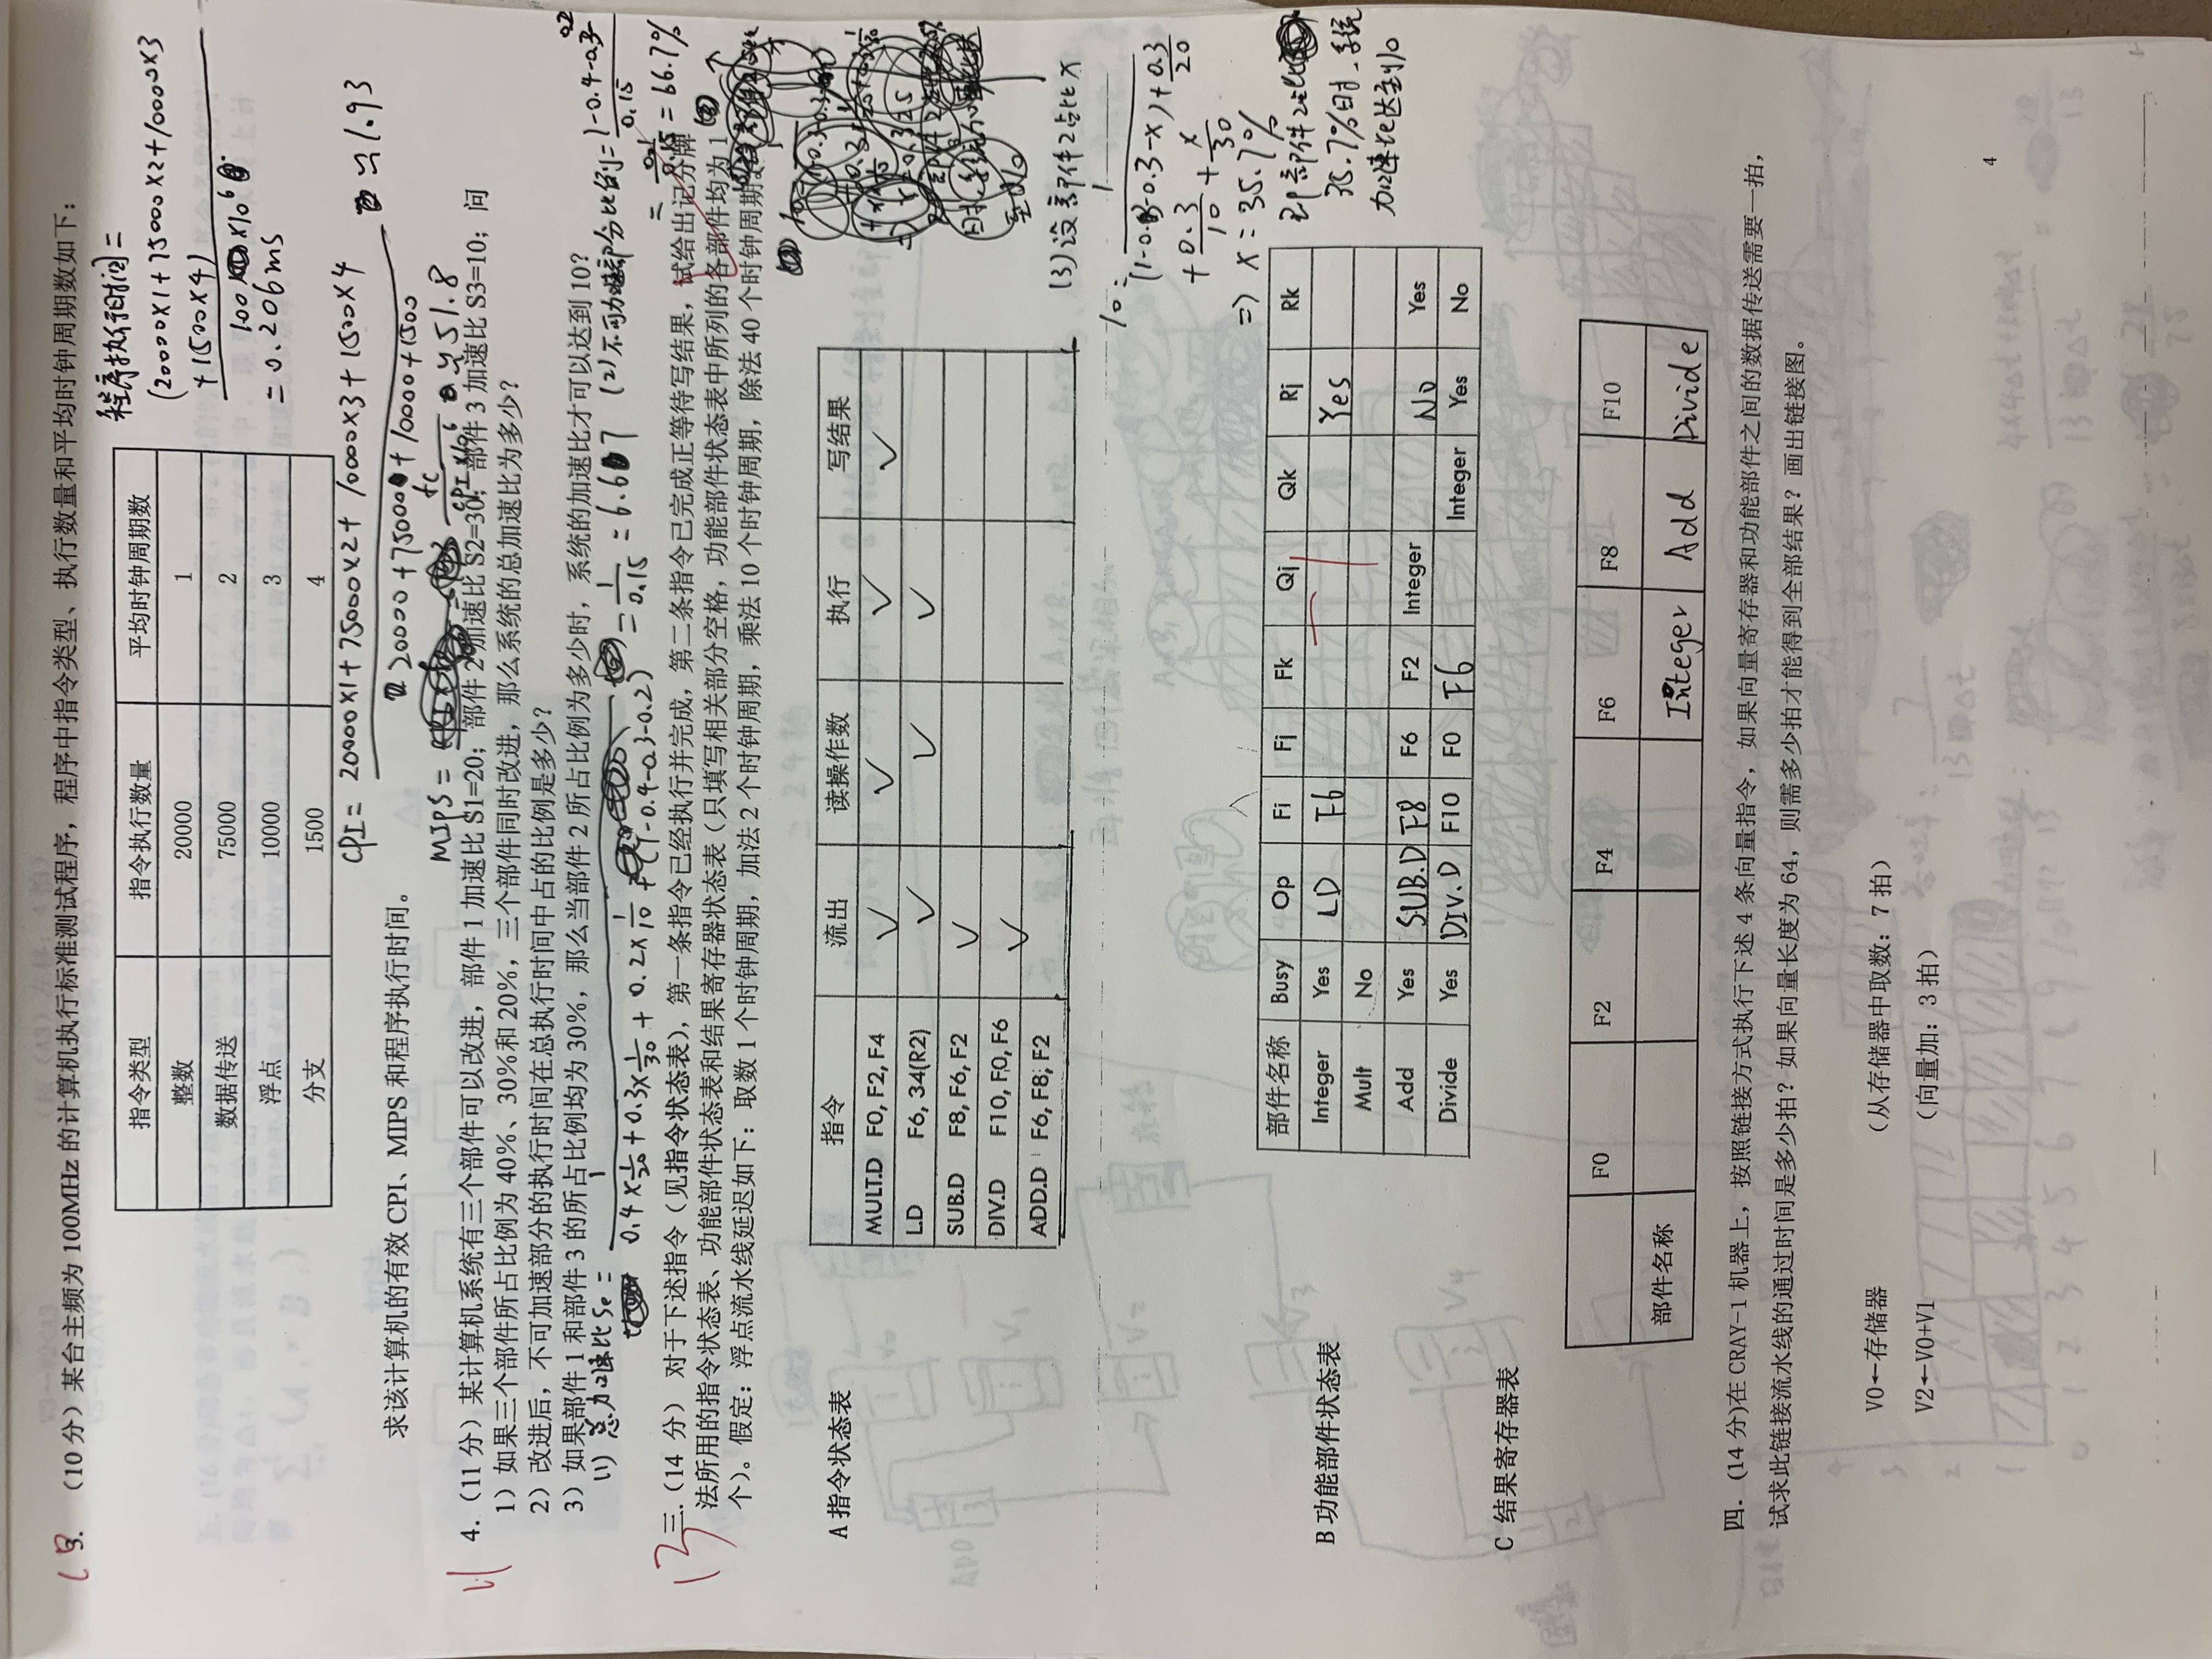 10
3. （10 分）某台主频为 100MHz 的计算机执行标准测试程序，程序中指令类型、执行数量和平均时钟周期数如下：
指令类型 指令执行数量 平均时钟周期数
整数 20000 1
数据传送 75000 2
浮点 10000 3
分支 1500 4
程序执行时间=
(20000×1+75000×2+10000×3
+1500×4)
100 ×10⁶
= 0.206ms
CPI = 20000×1+75000×2+ 10000×3+1500×4
20000+75000+10000+1500
≈1.93
求该计算机的有效 CPI、MIPS 和程序执行时间。
MIPS = fc
CPI×10⁶
≈51.8
11
4.（11 分）某计算机系统有三个部件可以改进，部件 1 加速比 S1=20；部件 2 加速比 S2=30；部件 3 加速比 S3=10；问
1）如果三个部件所占比例为 40％、30％和 20％，三个部件同时改进，那么系统的总加速比为多少？
2）改进后，不可加速部分的执行时间在总执行时间中占的比例是多少？
3）如果部件 1 和部件 3 的所占比例均为 30％，那么当部件 2 所占比例为多少时，系统的加速比才可以达到 10？
(1) 总加速比Se = 1
0.4×1/20+0.3×1/30+0.2×1/10+(1-0.4-0.3-0.2)
= 1/0.15 = 6.67
(2)不可加速部分比例=1-0.4-0.3-0.2
0.15
= 0.1/0.15 = 66.7%
13
三.（14 分） 对于下述指令（见指令状态表），第一条指令已经执行并完成，第二条指令已完成正等待写结果，试给出记分牌
法所用的指令状态表、功能部件状态表和结果寄存器状态表（只填写相关部分空格，功能部件状态表中所列的各部件均为 1
个）。假定：浮点流水线延迟如下：取数 1 个时钟周期，加法 2 个时钟周期，乘法 10 个时钟周期，除法 40 个时钟周期。
A 指令状态表
指令 流出 读操作数 执行 写结果
MULT.D F0, F2, F4 ✓ ✓ ✓ ✓
L.D F6, 34(R2) ✓ ✓ ✓
SUB.D F8, F6, F2 ✓
DIV.D F10, F0, F6 ✓
ADD.D F6, F8, F2
(3)设部件2占比x
10 = 1
(1-0.3-0.3-x)+0.3/20
+0.3/10+x/30
=> x = 35.7%
即部件2占比
35.7%时，系统
加速比达到10
B 功能部件状态表
部件名称 Busy Op Fi Fj Fk Qj Qk Rj Rk
Integer Yes LD F6 Yes
Mult No
Add Yes SUB.D F8 F6 F2 Integer No Yes
Divide Yes DIV.D F10 F0 F6 Integer Yes No
C 结果寄存器表
F0 F2 F4 F6 F8 F10
部件名称 Integer Add Divide
四. (14 分)在 CRAY-1 机器上，按照链接方式执行下述 4 条向量指令，如果向量寄存器和功能部件之间的数据传送需要一拍，
试求此链接流水线的通过时间是多少拍？如果向量长度为 64，则需多少拍才能得到全部结果？画出链接图。
V0←存储器 （从存储器中取数：7 拍）
V2←V0+V1 （向量加：3 拍）
4